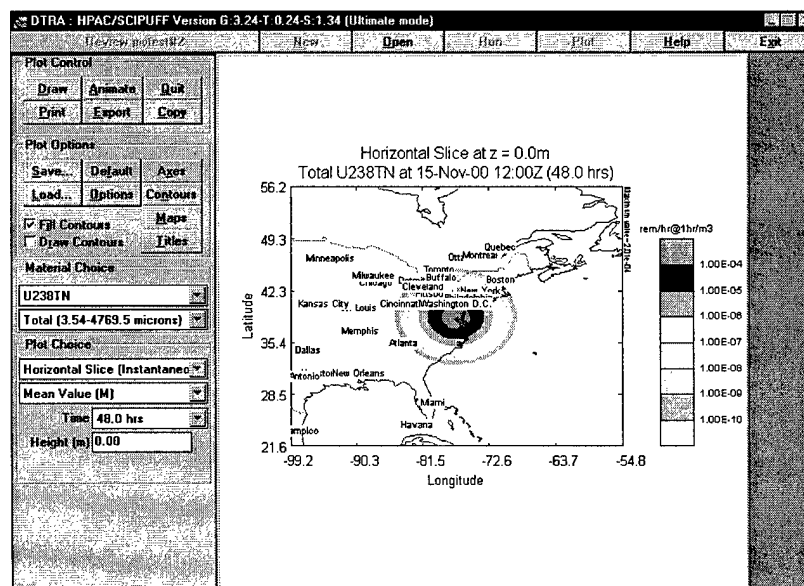 DTRA : HPAC/SCIPUFF Version G:3.24-T:0.24-S:1.34 (Ultimate mode)
New Open Run Plot Help Exit
Plot Control
Draw Animate Quit
Print Export Copy
Plot Options
Save... Default Axes
Load... Options Contours
Maps
Titles
Fill Contours
Draw Contours
Material Choice
U238TN
Total (3.54-4769.5 microns)
Plot Choice
Horizontal Slice (Instantaneo
Mean Value (M)
Time 48.0 hrs
Height (m) 0.00
Horizontal Slice at z = 0.0m
Total U238TN at 15-Nov-00 12:00Z (48.0 hrs)
56.2
49.3
42.3
35.4
28.5
21.6
Latitude
-99.2 -90.3 -81.5 -72.6 -63.7 -54.8
Longitude
Quebec
Montreal
Minneapolis
Toronto
Milwaukee
Buffalo
Boston
Chicago
Cleveland
New York
Kansas City
Louis
Cincinnati
Washington D.C.
Memphis
Atlanta
Dallas
New Orleans
Miami
Havana
rem/hr@1hr/m3
1.00E-04
1.00E-05
1.00E-06
1.00E-07
1.00E-08
1.00E-09
1.00E-10